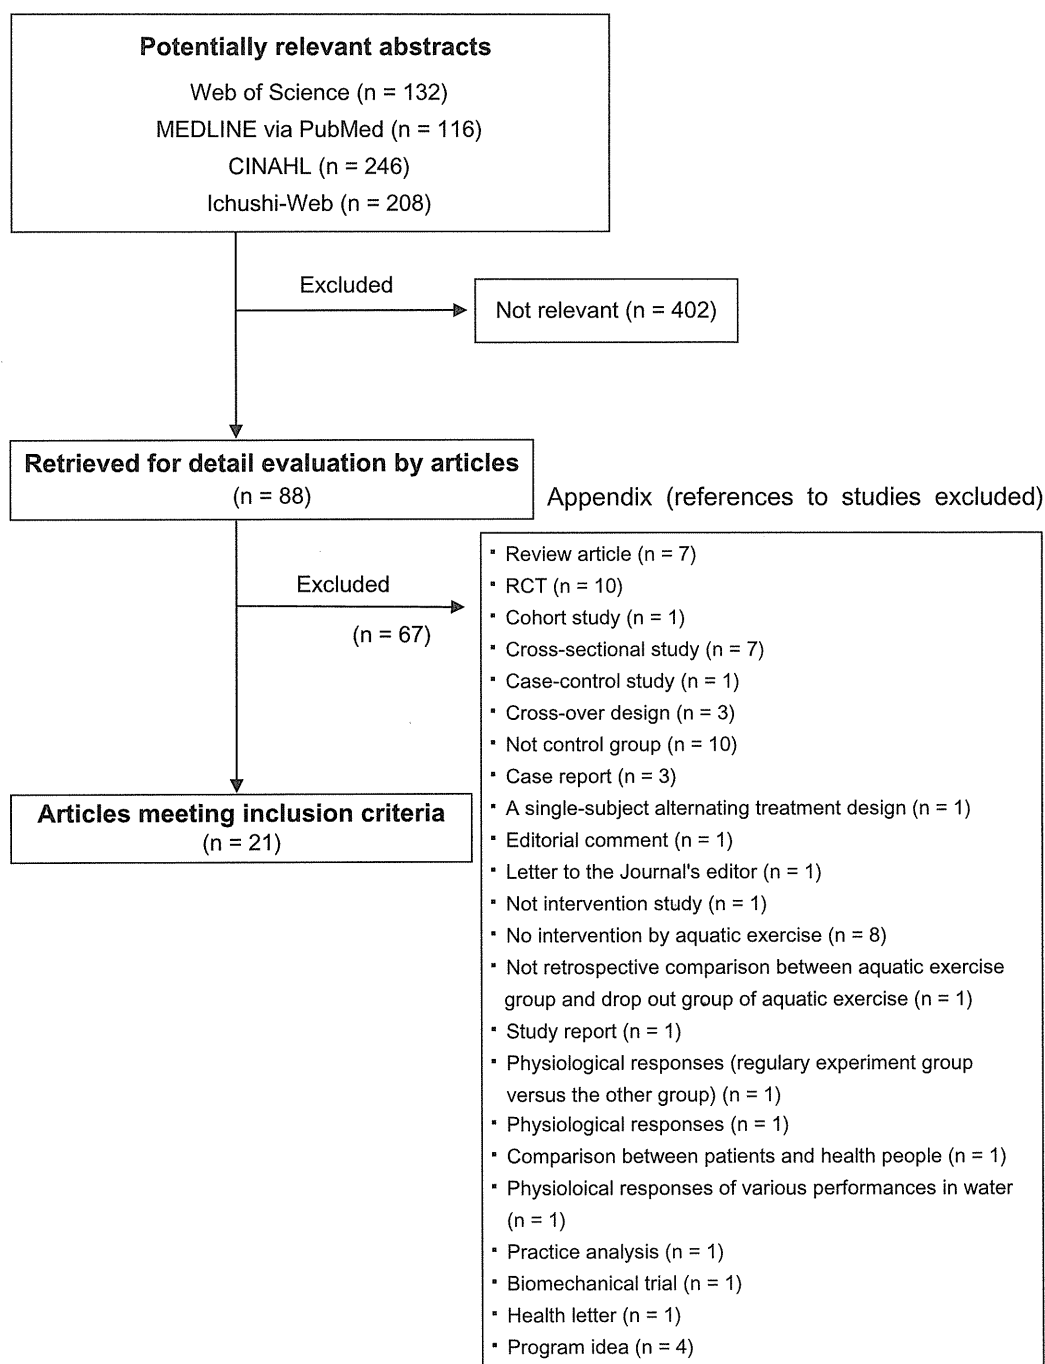 Potentially relevant abstracts
Web of Science (n = 132)
MEDLINE via PubMed (n = 116)
CINAHL (n = 246)
Ichushi-Web (n = 208)
Excluded
Not relevant (n = 402)
Retrieved for detail evaluation by articles
(n = 88)
Appendix (references to studies excluded)
Excluded
(n = 67)
▪ Review article (n = 7)
▪ RCT (n = 10)
▪ Cohort study (n = 1)
▪ Cross-sectional study (n = 7)
▪ Case-control study (n = 1)
▪ Cross-over design (n = 3)
▪ Not control group (n = 10)
▪ Case report (n = 3)
▪ A single-subject alternating treatment design (n = 1)
▪ Editorial comment (n = 1)
▪ Letter to the Journal's editor (n = 1)
▪ Not intervention study (n = 1)
▪ No intervention by aquatic exercise (n = 8)
▪ Not retrospective comparison between aquatic exercise
group and drop out group of aquatic exercise (n = 1)
▪ Study report (n = 1)
▪ Physiological responses (regulary experiment group
versus the other group) (n = 1)
▪ Physiological responses (n = 1)
▪ Comparison between patients and health people (n = 1)
▪ Physioloical responses of various performances in water
(n = 1)
▪ Practice analysis (n = 1)
▪ Biomechanical trial (n = 1)
▪ Health letter (n = 1)
▪ Program idea (n = 4)
Articles meeting inclusion criteria
(n = 21)